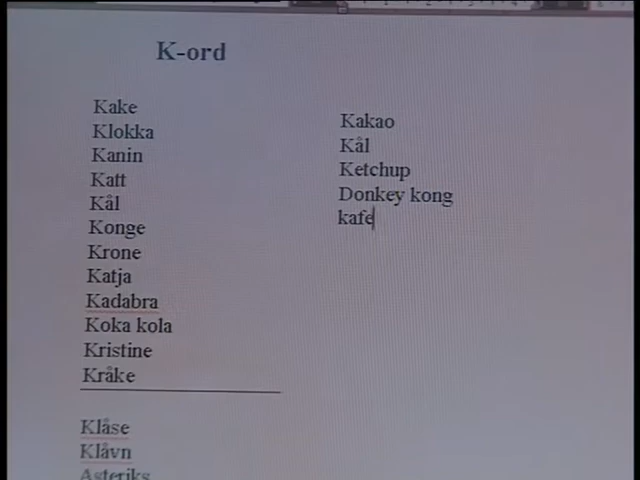 K-ord
Kake
Klokka
Kanin
Katt
Kål
Konge
Krone
Katja
Kadabra
Koka kola
Kristine
Kråke
Klåse
Klåvn
Asteriks
Kakao
Kål
Ketchup
Donkey kong
kafe